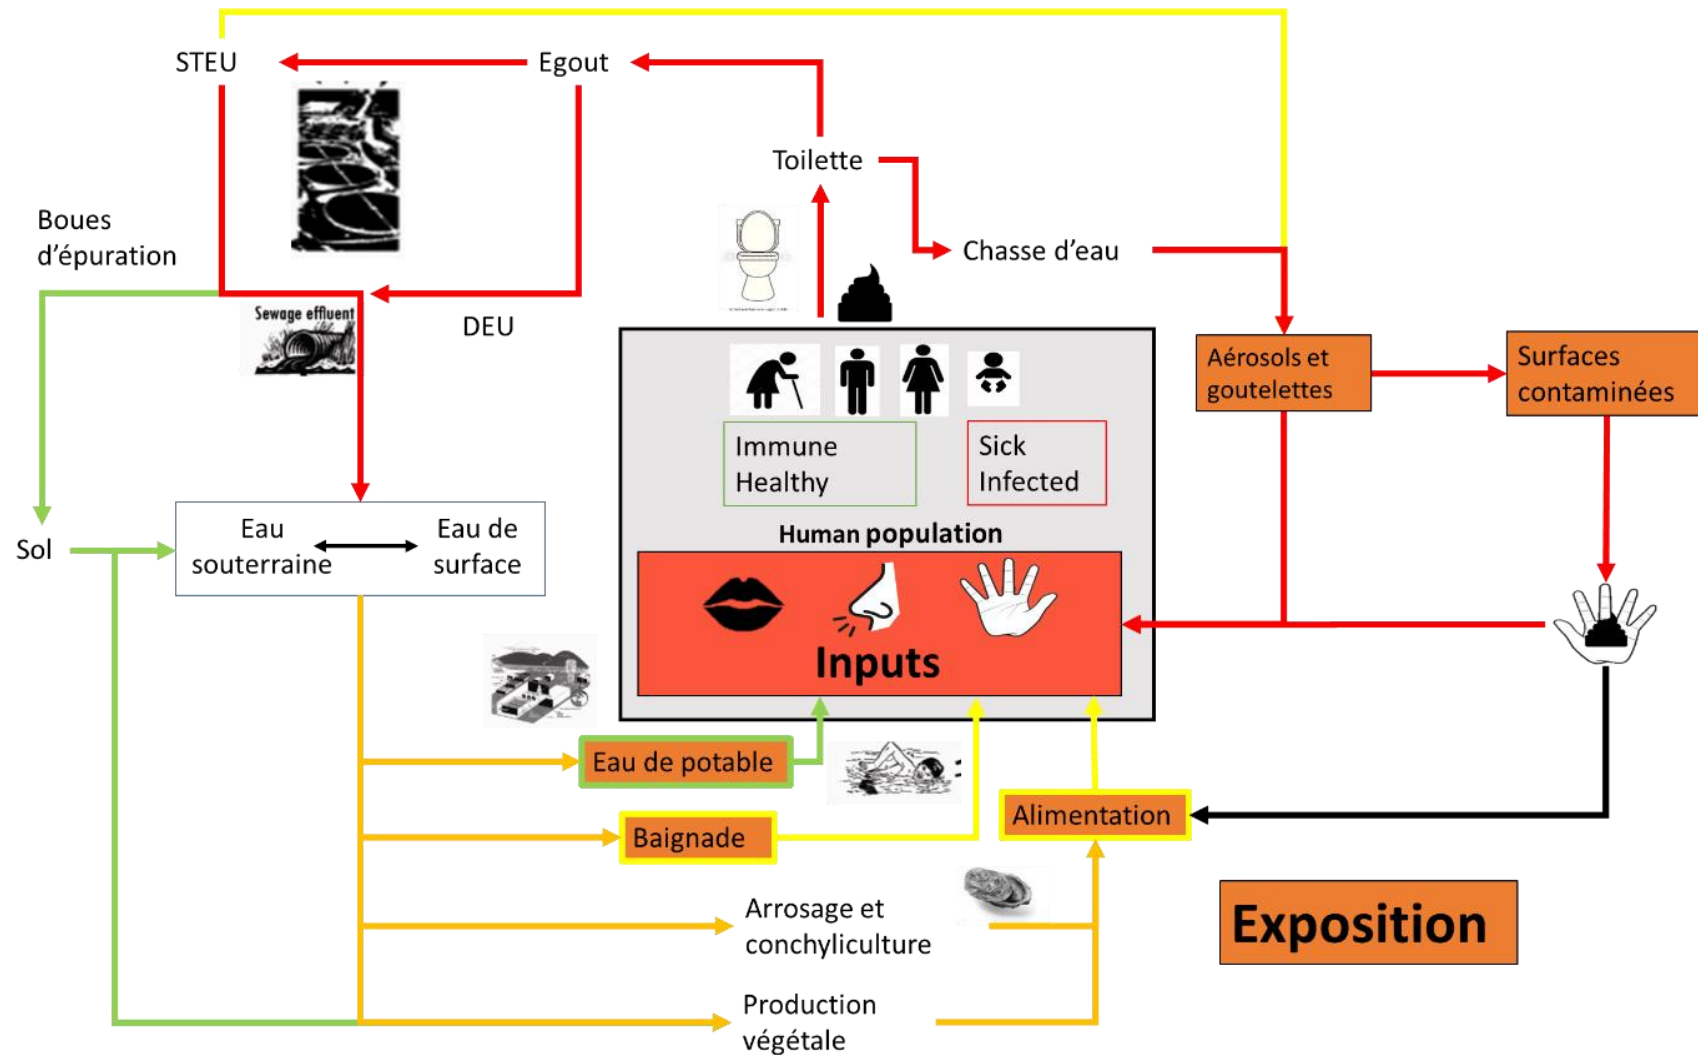 STEU
Egout
Toilette
Boues
d'épuration
Chasse d'eau
Sewage effluent
DEU
Aérosols et
goutelettes
Surfaces
contaminées
Immune
Healthy
Sick
Infected
Human population
Eau
souterraine
Eau de
surface
Sol
Inputs
Eau de potable
Baignade
Alimentation
Arrosage et
conchyliculture
Exposition
Production
végétale